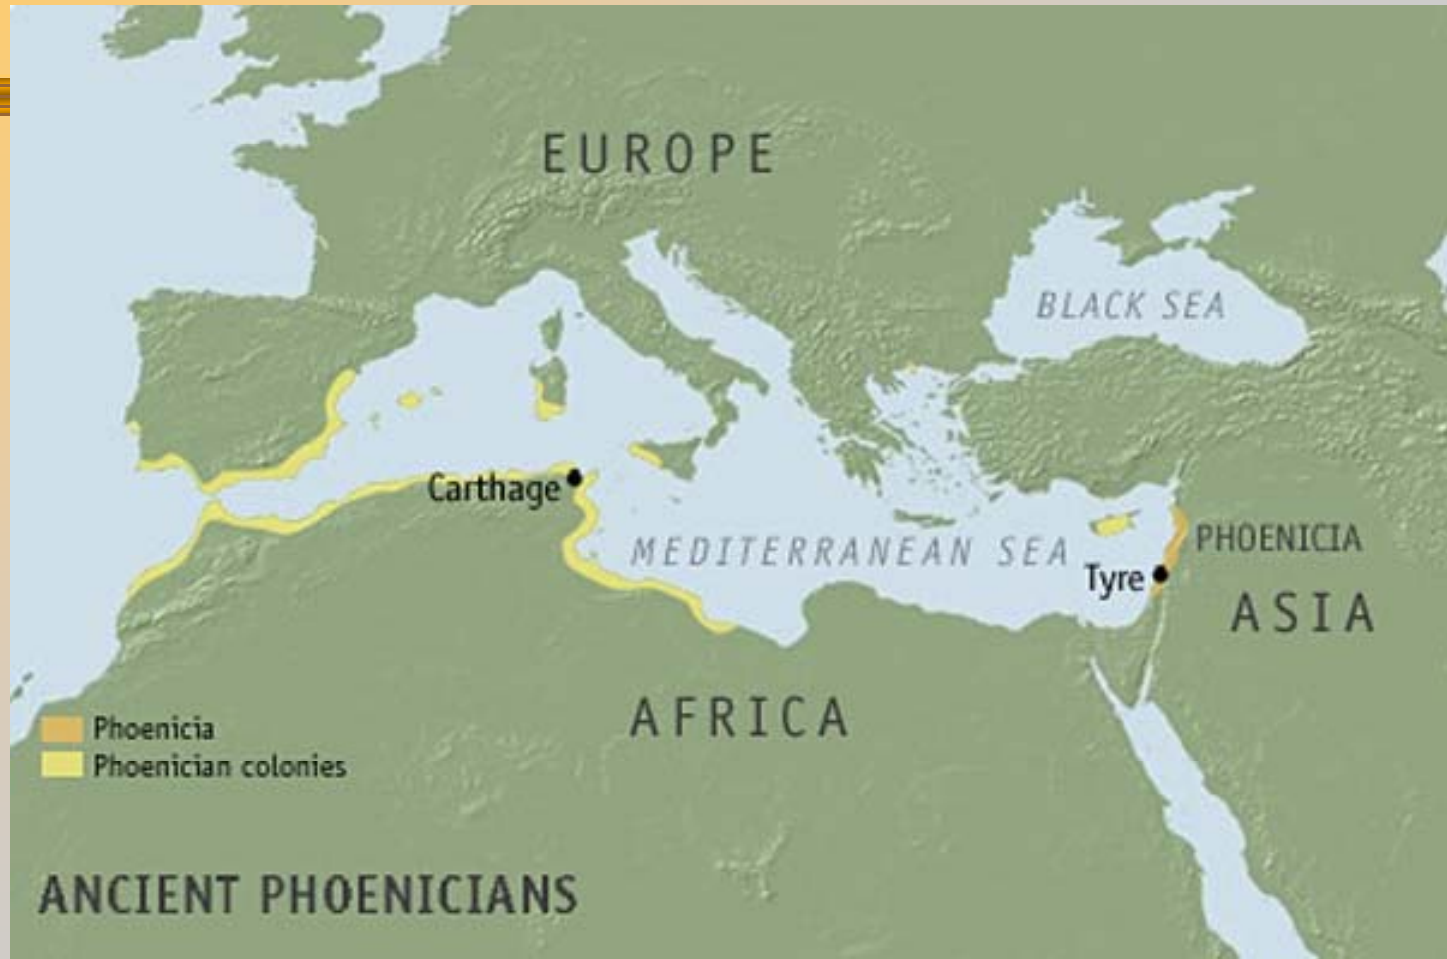 EUROPE
BLACK SEA
Carthage
MEDITERRANEAN SEA
PHOENICIA
Tyre
ASIA
AFRICA
Phoenicia
Phoenician colonies
ANCIENT PHOENICIANS